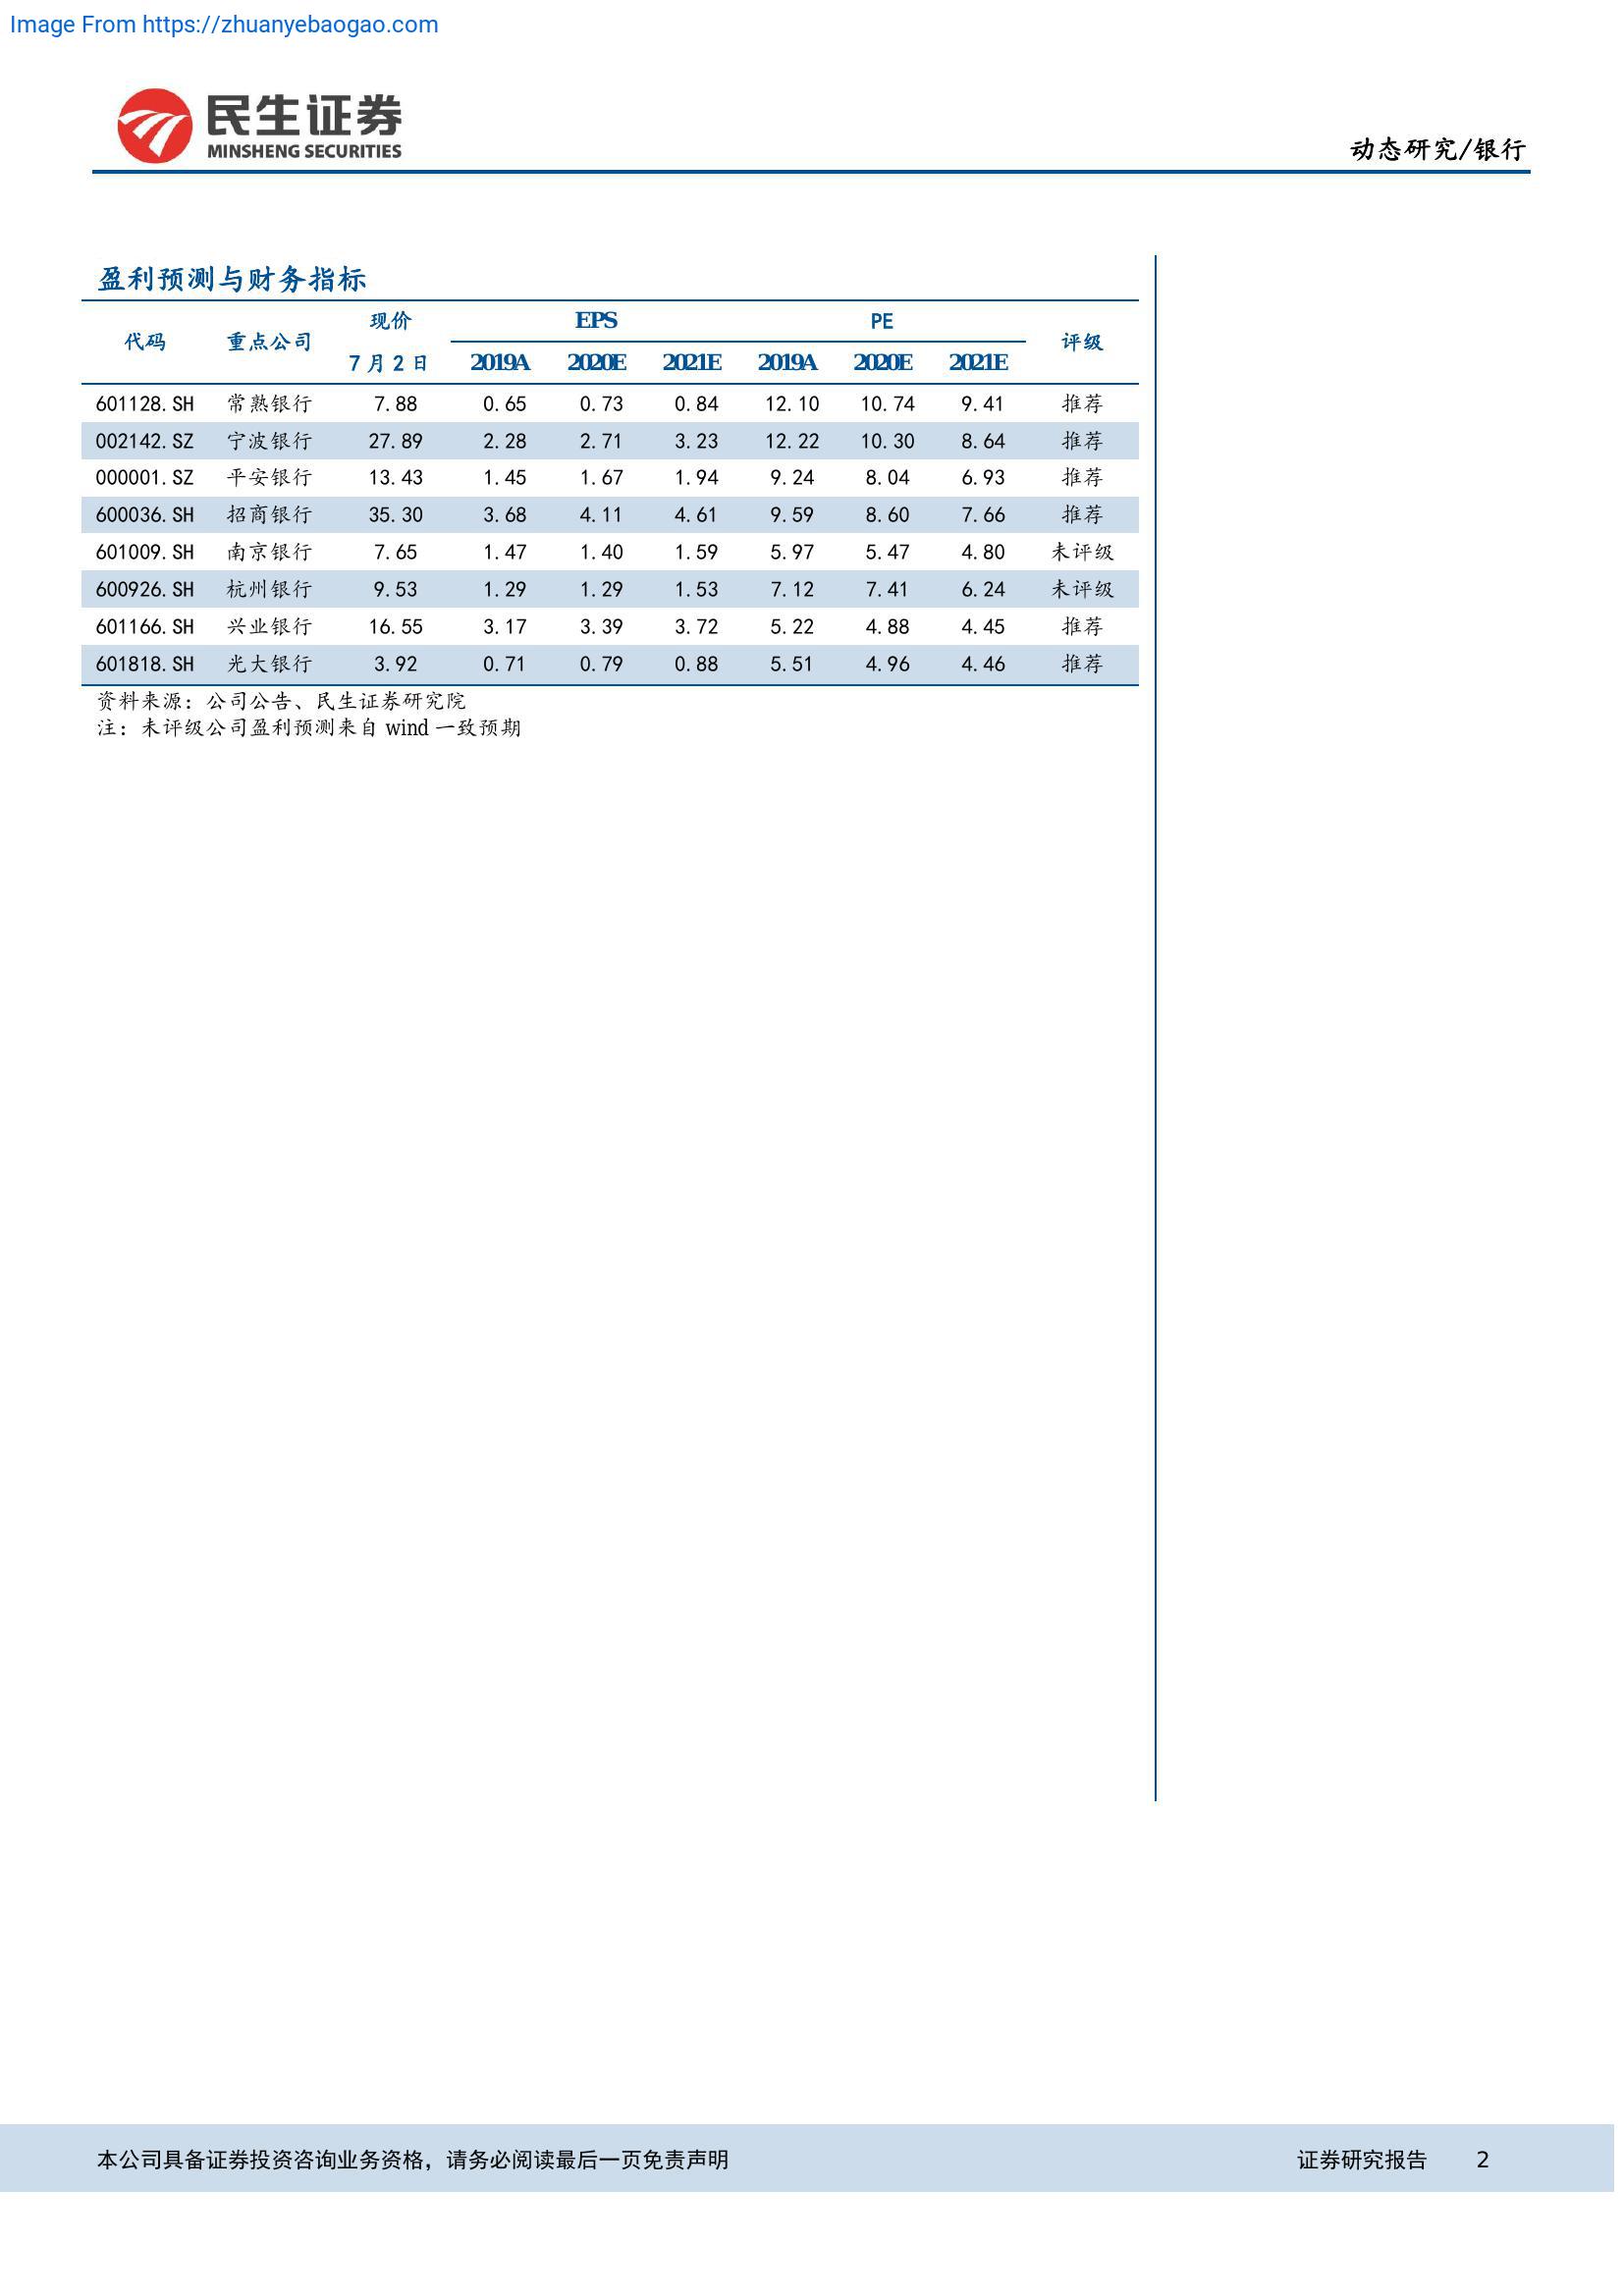 Image From https://zhuanyebaogao.com
民生证券
MINSHENG SECURITIES
动态研究/银行
盈利预测与财务指标
代码 重点公司 现价 EPS PE 评级
7 月 2 日 2019A 2020E 2021E 2019A 2020E 2021E
601128.SH 常熟银行 7.88 0.65 0.73 0.84 12.10 10.74 9.41 推荐
002142.SZ 宁波银行 27.89 2.28 2.71 3.23 12.22 10.30 8.64 推荐
000001.SZ 平安银行 13.43 1.45 1.67 1.94 9.24 8.04 6.93 推荐
600036.SH 招商银行 35.30 3.68 4.11 4.61 9.59 8.60 7.66 推荐
601009.SH 南京银行 7.65 1.47 1.40 1.59 5.97 5.47 4.80 未评级
600926.SH 杭州银行 9.53 1.29 1.29 1.53 7.12 7.41 6.24 未评级
601166.SH 兴业银行 16.55 3.17 3.39 3.72 5.22 4.88 4.45 推荐
601818.SH 光大银行 3.92 0.71 0.79 0.88 5.51 4.96 4.46 推荐
资料来源：公司公告、民生证券研究院
注：未评级公司盈利预测来自 wind 一致预期
本公司具备证券投资咨询业务资格，请务必阅读最后一页免责声明 证券研究报告 2